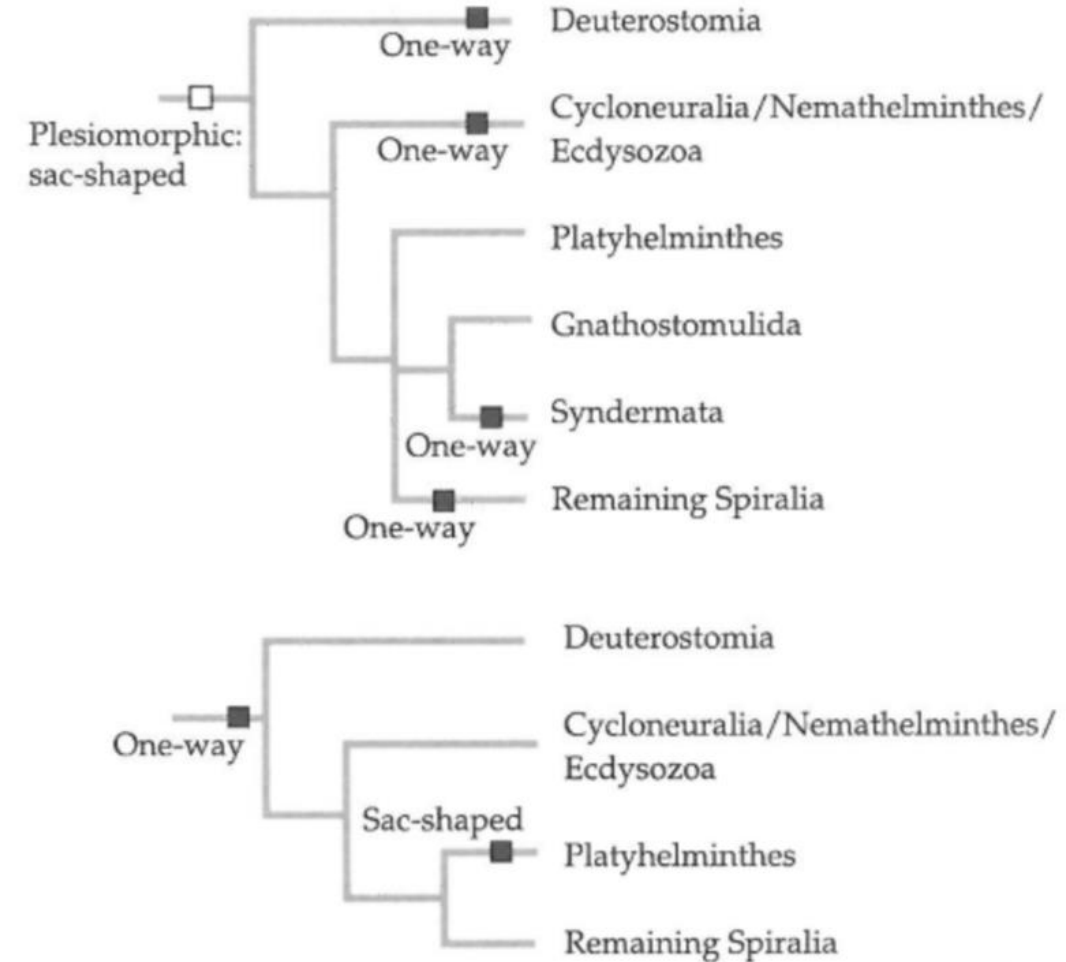 Deuterostomia
One-way
Plesiomorphic:
sac-shaped
Cycloneuralia/Nemathelminthes/
Ecdysozoa
One-way
Platyhelminthes
Gnathostomulida
Syndermata
One-way
Remaining Spiralia
One-way
Deuterostomia
One-way
Cycloneuralia/Nemathelminthes/
Ecdysozoa
Sac-shaped
Platyhelminthes
Remaining Spiralia